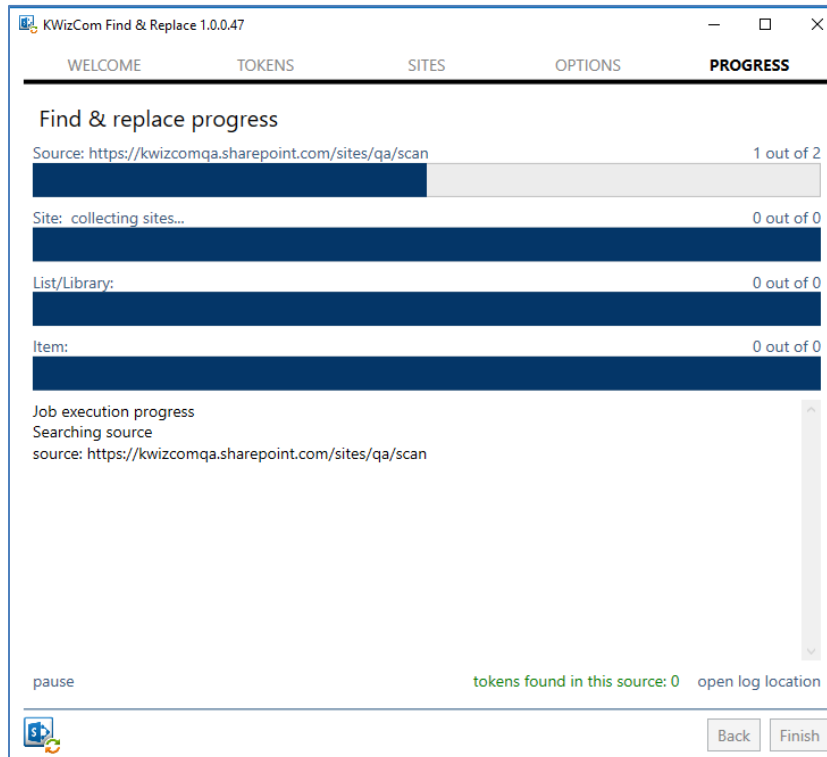 KWizCom Find & Replace 1.0.0.47
WELCOME TOKENS SITES OPTIONS PROGRESS
Find & replace progress
Source: https://kwizcomqa.sharepoint.com/sites/qa/scan 1 out of 2
Site: collecting sites... 0 out of 0
List/Library: 0 out of 0
Item: 0 out of 0
Job execution progress
Searching source
source: https://kwizcomqa.sharepoint.com/sites/qa/scan
pause tokens found in this source: 0 open log location
Back Finish